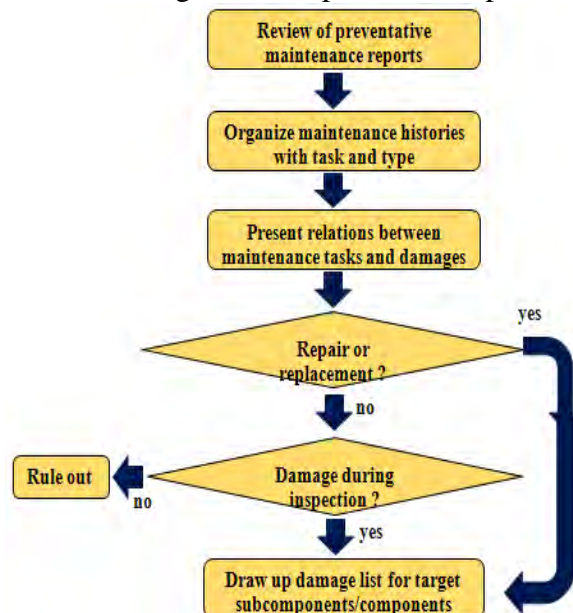 Review of preventative
maintenance reports
Organize maintenance histories
with task and type
Present relations between
maintenance tasks and damages
yes
Repair or
replacement ?
no
Rule out
no
Damage during
inspection ?
yes
Draw up damage list for target
subcomponents/components